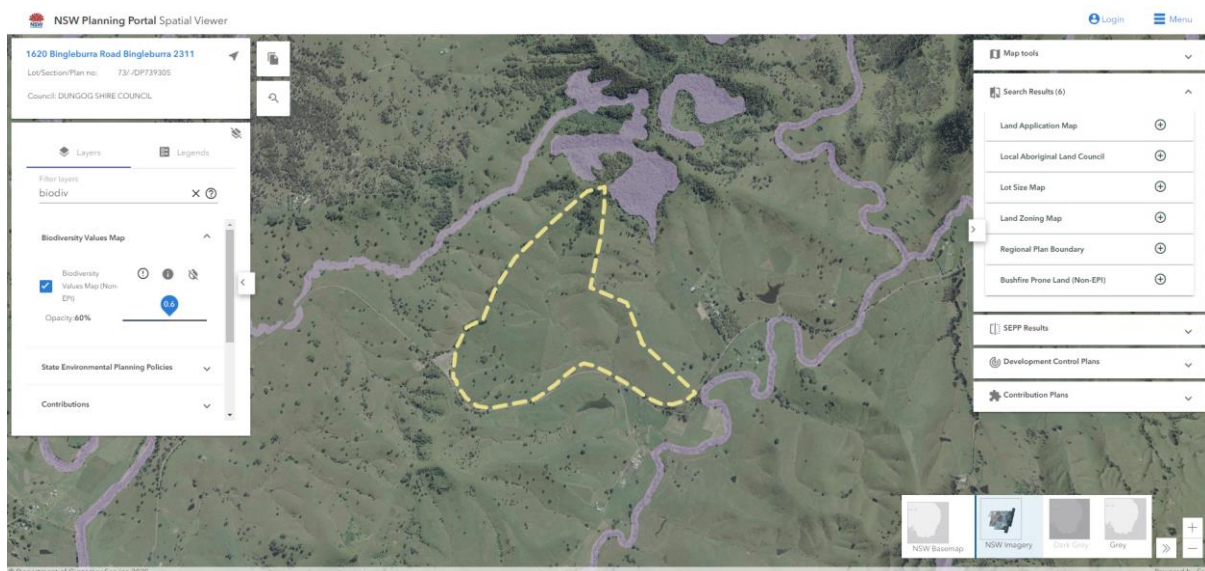 NSW Planning Portal Spatial Viewer
Login
Menu
1620 Bingleburra Road Bingleburra 2311
Lot/Section/Plan no: 73/-/DP739305
Council: DUNGOG SHIRE COUNCIL
Layers
Legends
Filter layers
biodiv
Biodiversity Values Map
Biodiversity
Values Map (Non-
EPI)
0.6
Opacity:60%
State Environmental Planning Policies
Contributions
Map tools
Search Results (6)
Land Application Map
Local Aboriginal Land Council
Lot Size Map
Land Zoning Map
Regional Plan Boundary
Bushfire Prone Land (Non-EPI)
SEPP Results
Development Control Plans
Contribution Plans
NSW Basemap
NSW Imagery
Dark Grey
Grey